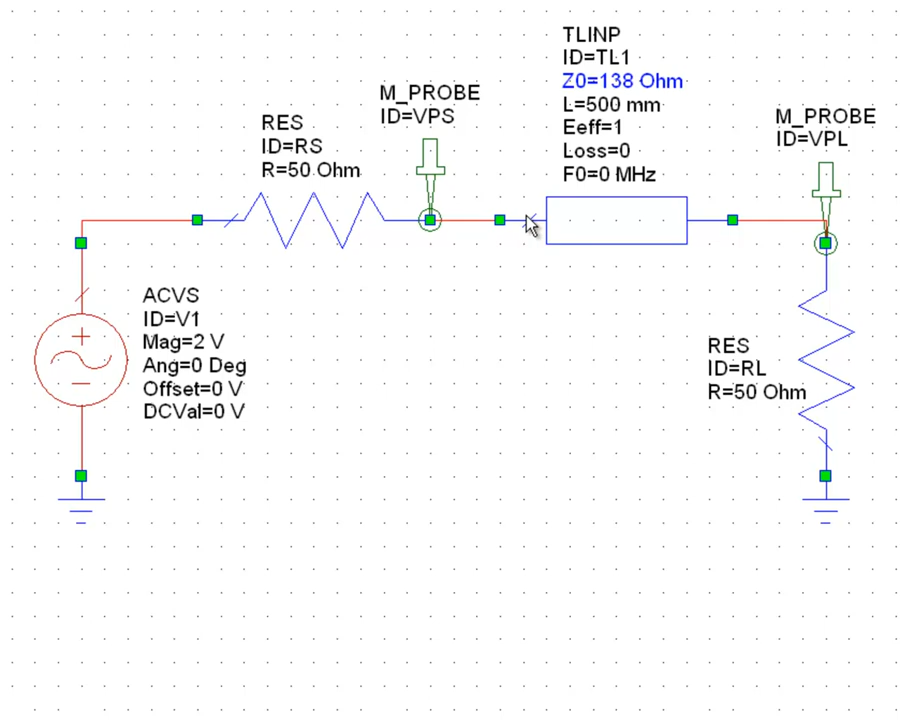 TLINP
ID=TL1
Z0=138 Ohm
L=500 mm
Eeff=1
Loss=0
F0=0 MHz
M_PROBE
ID=VPS
M_PROBE
ID=VPL
RES
ID=RS
R=50 Ohm
ACVS
ID=V1
Mag=2 V
Ang=0 Deg
Offset=0 V
DCVal=0 V
RES
ID=RL
R=50 Ohm